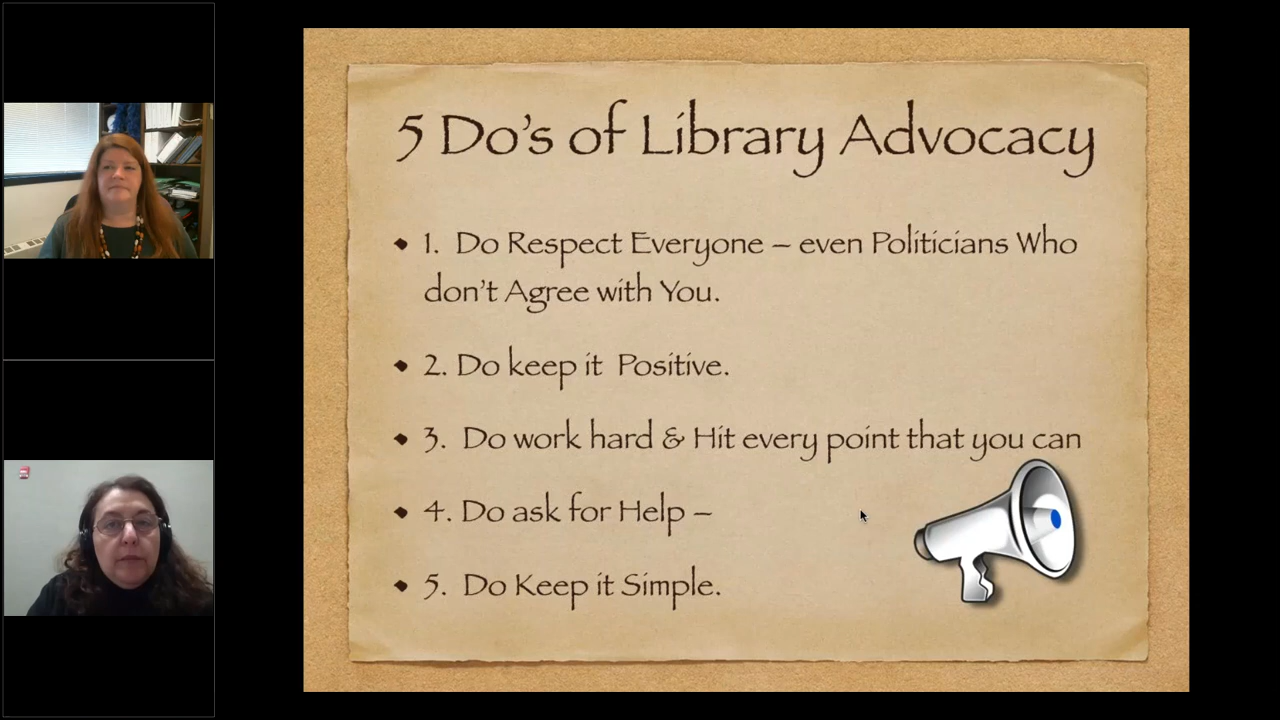 5 Do's of Library Advocacy
• 1. Do Respect Everyone – even Politicians Who
don't Agree with You.
• 2. Do keep it Positive.
• 3. Do work hard & Hit every point that you can
• 4. Do ask for Help –
• 5. Do Keep it Simple.